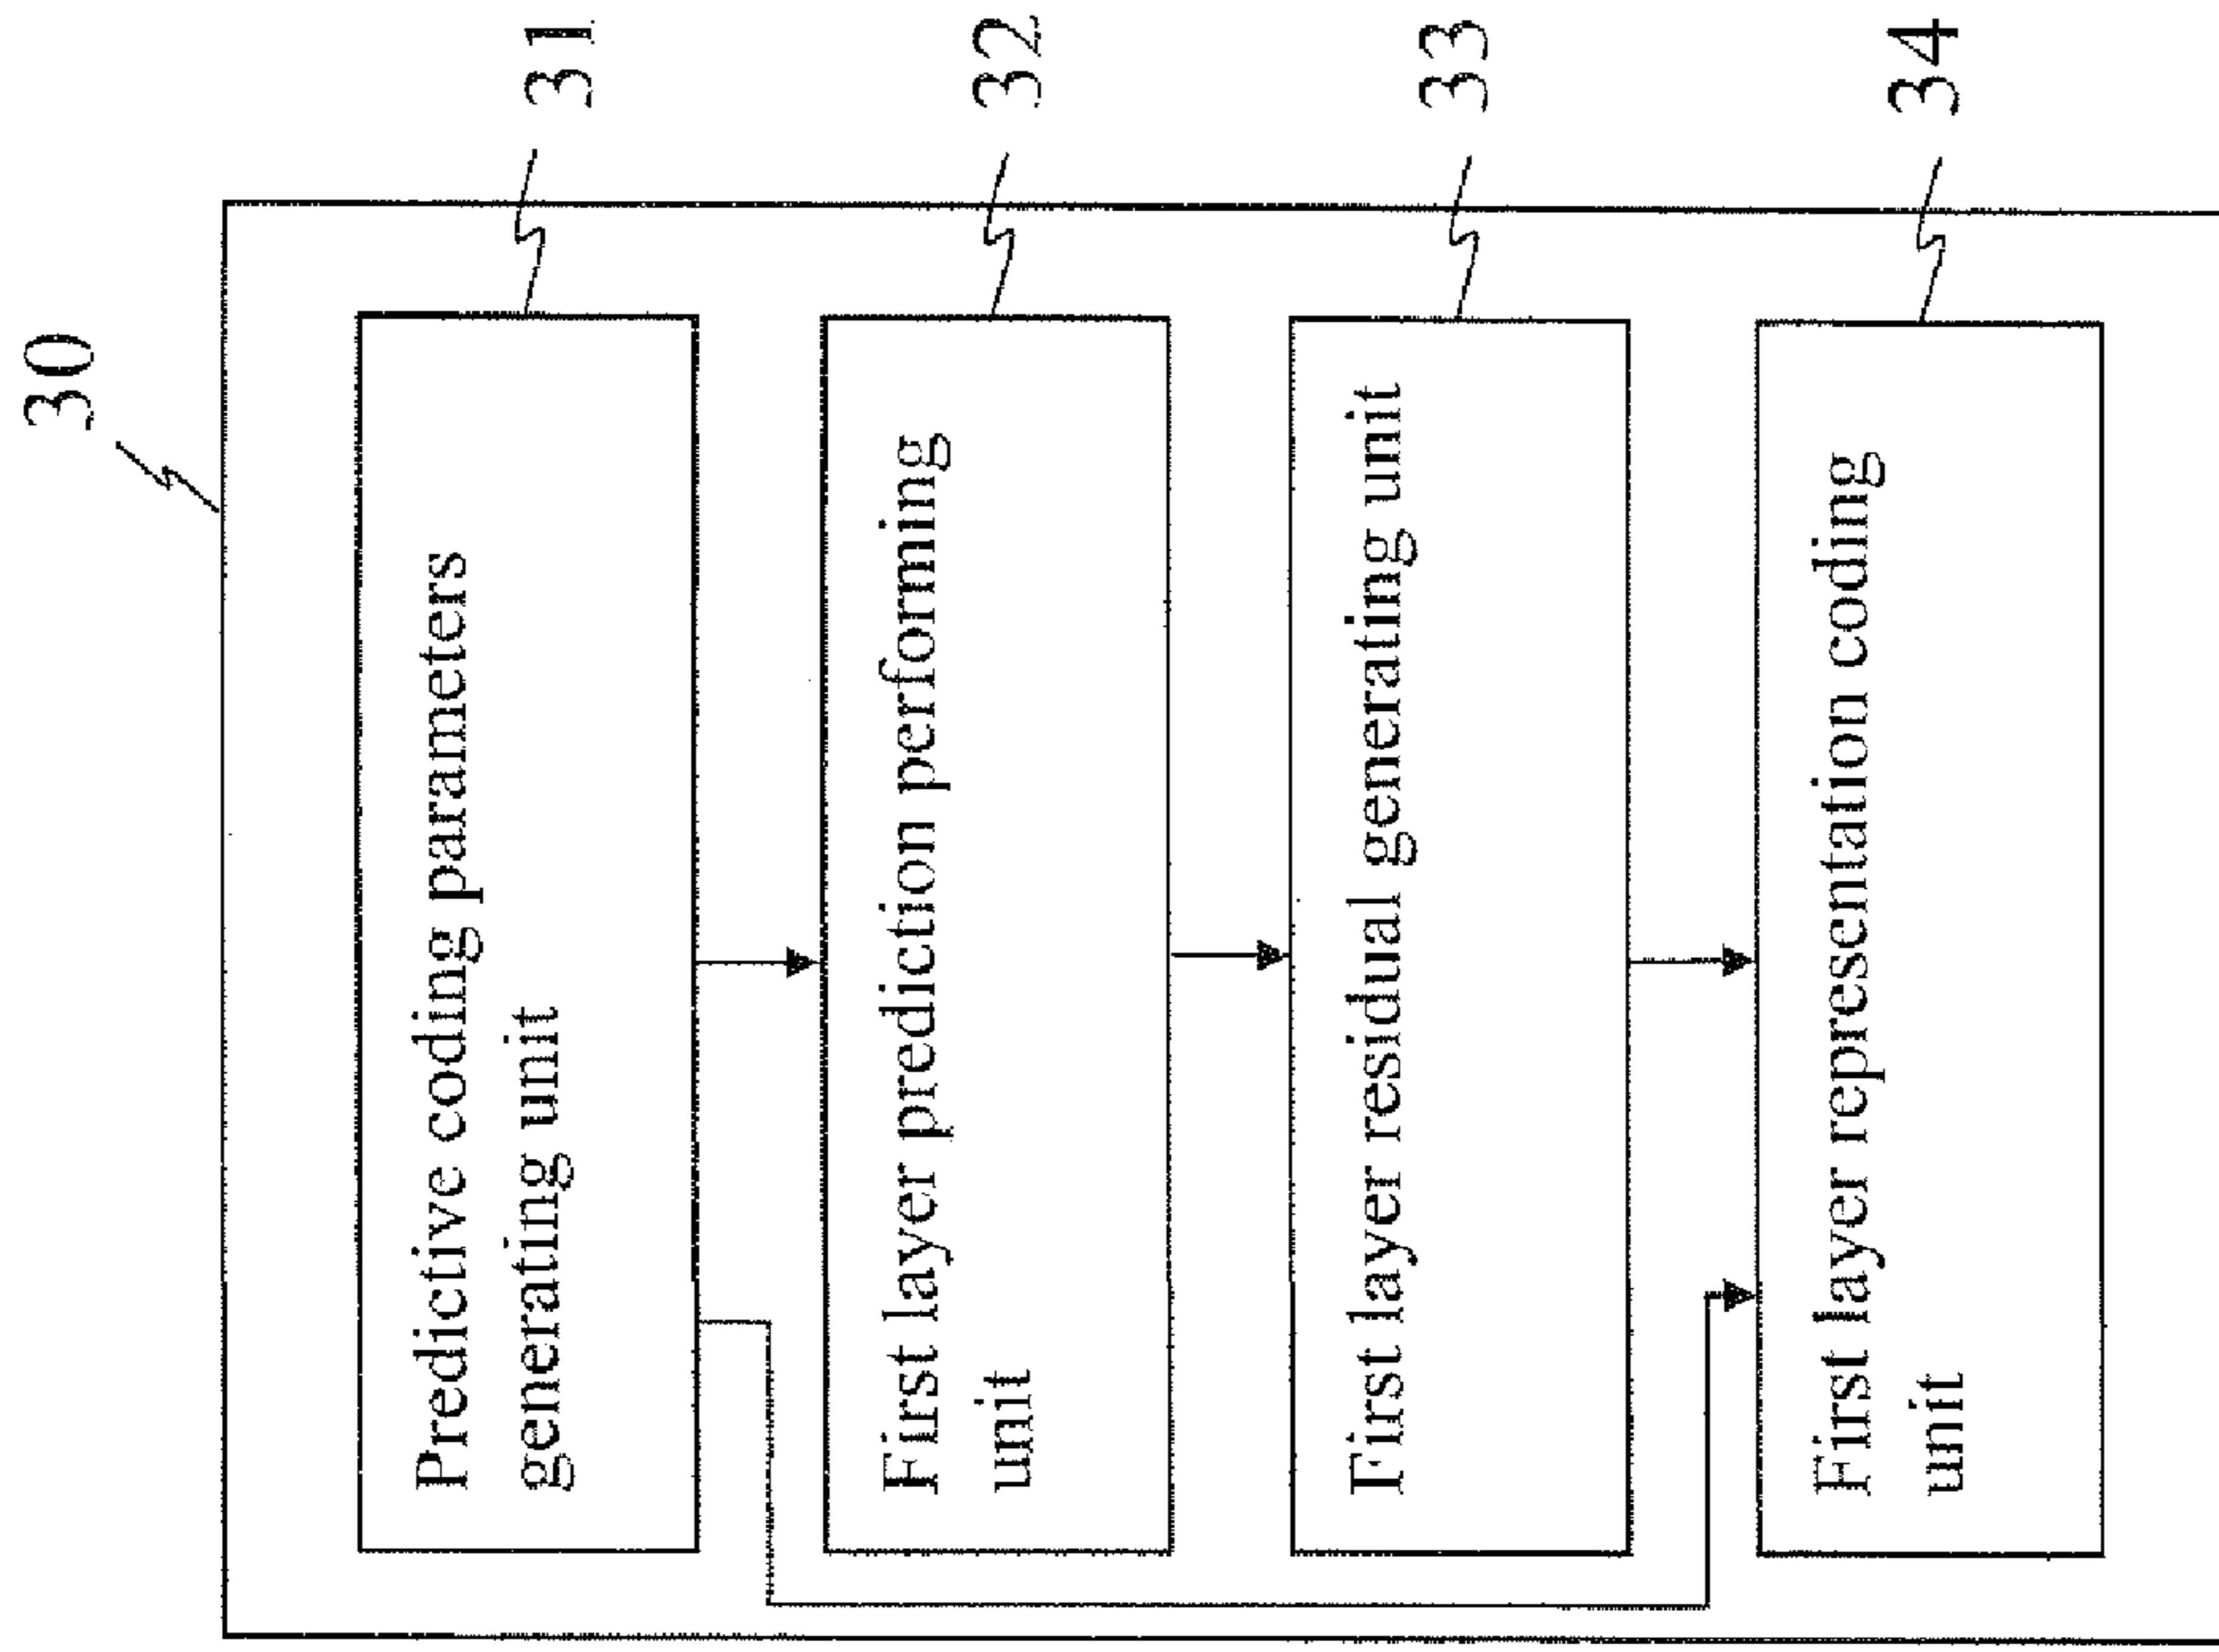 30
Predictive coding parameters
generating unit
31
First layer prediction performing
unit
32
First layer residual generating unit
33
First layer representation coding
unit
34